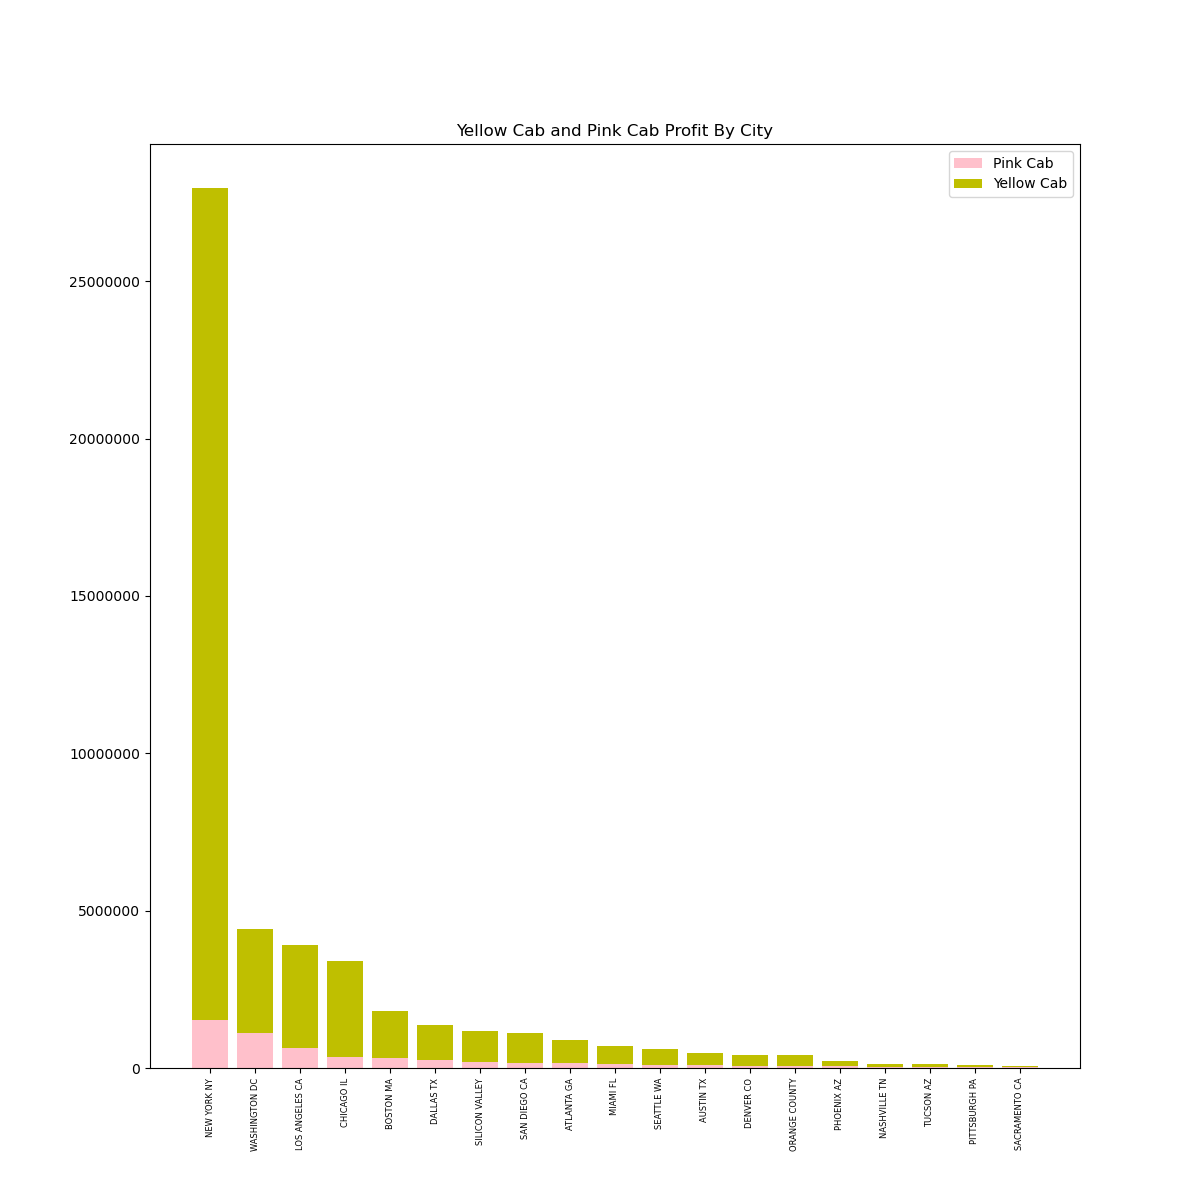 Yellow Cab and Pink Cab Profit By City
Pink Cab
Yellow Cab
25000000
20000000
15000000
10000000
5000000
0
NEW YORK NY
WASHINGTON DC
LOS ANGELES CA
CHICAGO IL
BOSTON MA
DALLAS TX
SILICON VALLEY
SAN DIEGO CA
ATLANTA GA
MIAMI FL
SEATTLE WA
AUSTIN TX
DENVER CO
ORANGE COUNTY
PHOENIX AZ
NASHVILLE TN
TUCSON AZ
PITTSBURGH PA
SACRAMENTO CA